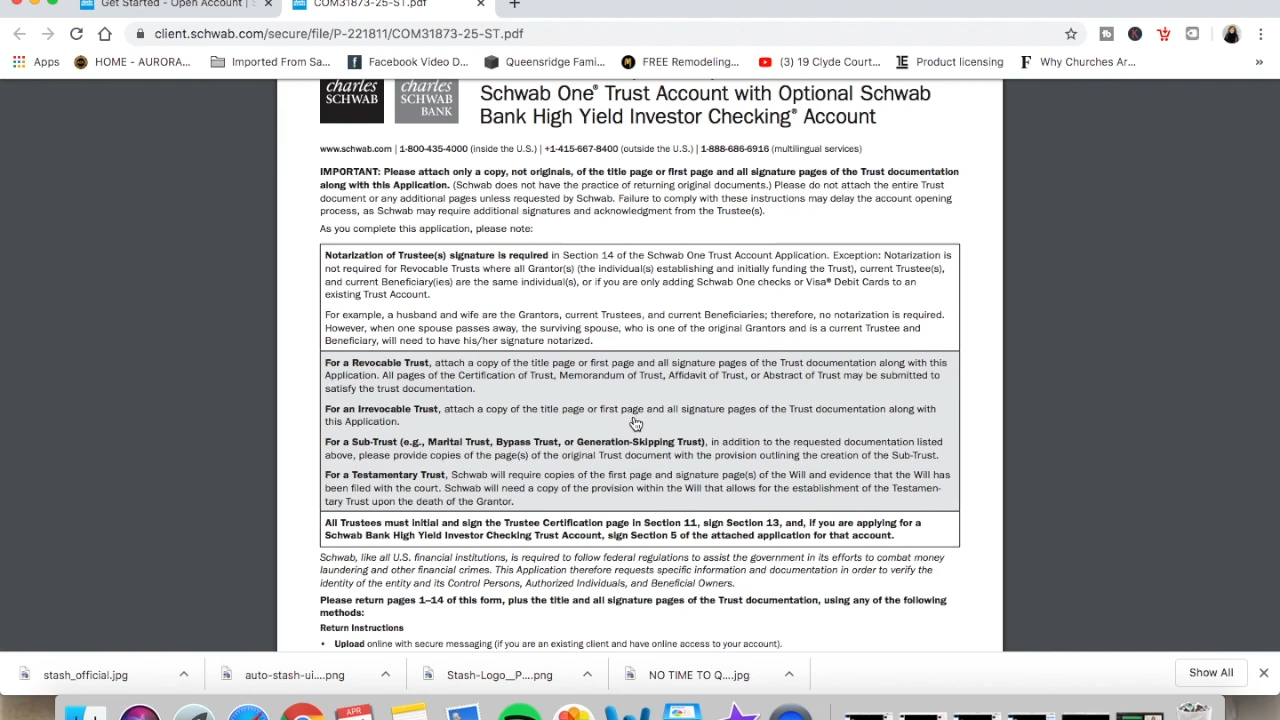 Get Started - Open Account | S
COM31873-25-ST.pdf
client.schwab.com/secure/file/P-221811/COM31873-25-ST.pdf
Apps
HOME - AURORA...
Imported From Sa...
Facebook Video D...
Queensridge Fami...
FREE Remodeling...
(3) 19 Clyde Court...
Product licensing
Why Churches Ar...
»
charles SCHWAB
charles SCHWAB BANK
Schwab One® Trust Account with Optional Schwab
Bank High Yield Investor Checking® Account
www.schwab.com | 1-800-435-4000 (inside the U.S.) | +1-415-667-8400 (outside the U.S.) | 1-888-686-6916 (multilingual services)
IMPORTANT: Please attach only a copy, not originals, of the title page or first page and all signature pages of the Trust documentation
along with this Application. (Schwab does not have the practice of returning original documents.) Please do not attach the entire Trust
document or any additional pages unless requested by Schwab. Failure to comply with these instructions may delay the account opening
process, as Schwab may require additional signatures and acknowledgment from the Trustee(s).
As you complete this application, please note:
Notarization of Trustee(s) signature is required in Section 14 of the Schwab One Trust Account Application. Exception: Notarization is
not required for Revocable Trusts where all Grantor(s) (the individual(s) establishing and initially funding the Trust), current Trustee(s),
and current Beneficiary(ies) are the same individual(s), or if you are only adding Schwab One checks or Visa® Debit Cards to an
existing Trust Account.
For example, a husband and wife are the Grantors, current Trustees, and current Beneficiaries; therefore, no notarization is required.
However, when one spouse passes away, the surviving spouse, who is one of the original Grantors and is a current Trustee and
Beneficiary, will need to have his/her signature notarized.
For a Revocable Trust, attach a copy of the title page or first page and all signature pages of the Trust documentation along with this
Application. All pages of the Certification of Trust, Memorandum of Trust, Affidavit of Trust, or Abstract of Trust may be submitted to
satisfy the trust documentation.
For an Irrevocable Trust, attach a copy of the title page or first page and all signature pages of the Trust documentation along with
this Application.
For a Sub-Trust (e.g., Marital Trust, Bypass Trust, or Generation-Skipping Trust), in addition to the requested documentation listed
above, please provide copies of the page(s) of the original Trust document with the provision outlining the creation of the Sub-Trust.
For a Testamentary Trust, Schwab will require copies of the first page and signature page(s) of the Will and evidence that the Will has
been filed with the court. Schwab will need a copy of the provision within the Will that allows for the establishment of the Testamen-
tary Trust upon the death of the Grantor.
All Trustees must initial and sign the Trustee Certification page in Section 11, sign Section 13, and, if you are applying for a
Schwab Bank High Yield Investor Checking Trust Account, sign Section 5 of the attached application for that account.
Schwab, like all U.S. financial institutions, is required to follow federal regulations to assist the government in its efforts to combat money
laundering and other financial crimes. This Application therefore requests specific information and documentation in order to verify the
identity of the entity and its Control Persons, Authorized Individuals, and Beneficial Owners.
Please return pages 1–14 of this form, plus the title and all signature pages of the Trust documentation, using any of the following
methods:
Return Instructions
• Upload online with secure messaging (if you are an existing client and have online access to your account).
stash_official.jpg
auto-stash-ui....png
Stash-Logo__P....png
NO TIME TO Q....jpg
Show All
APR